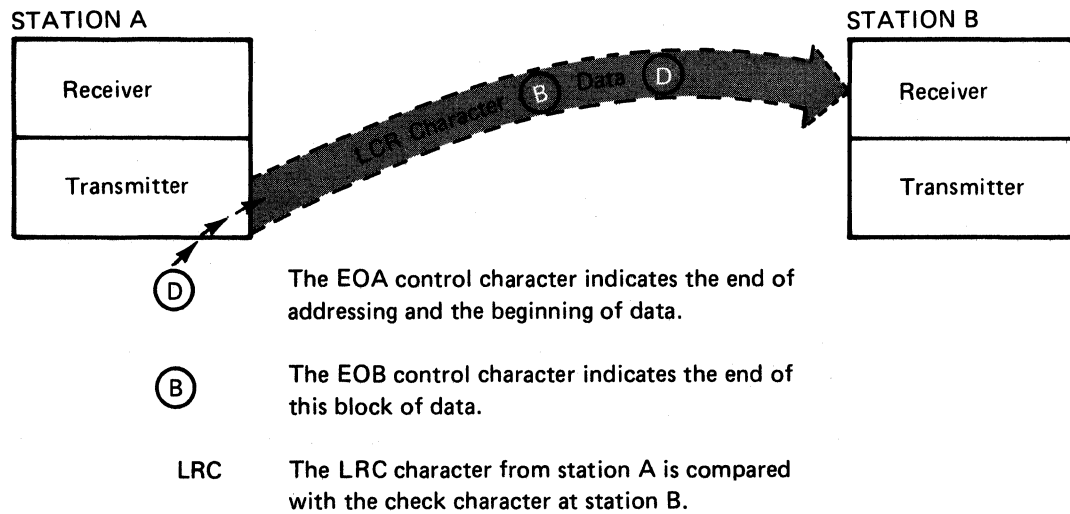 STATION A
STATION B
Receiver
Transmitter
LCR Character B Data D
Receiver
Transmitter
D The EOA control character indicates the end of
addressing and the beginning of data.
B The EOB control character indicates the end of
this block of data.
LRC The LRC character from station A is compared
with the check character at station B.